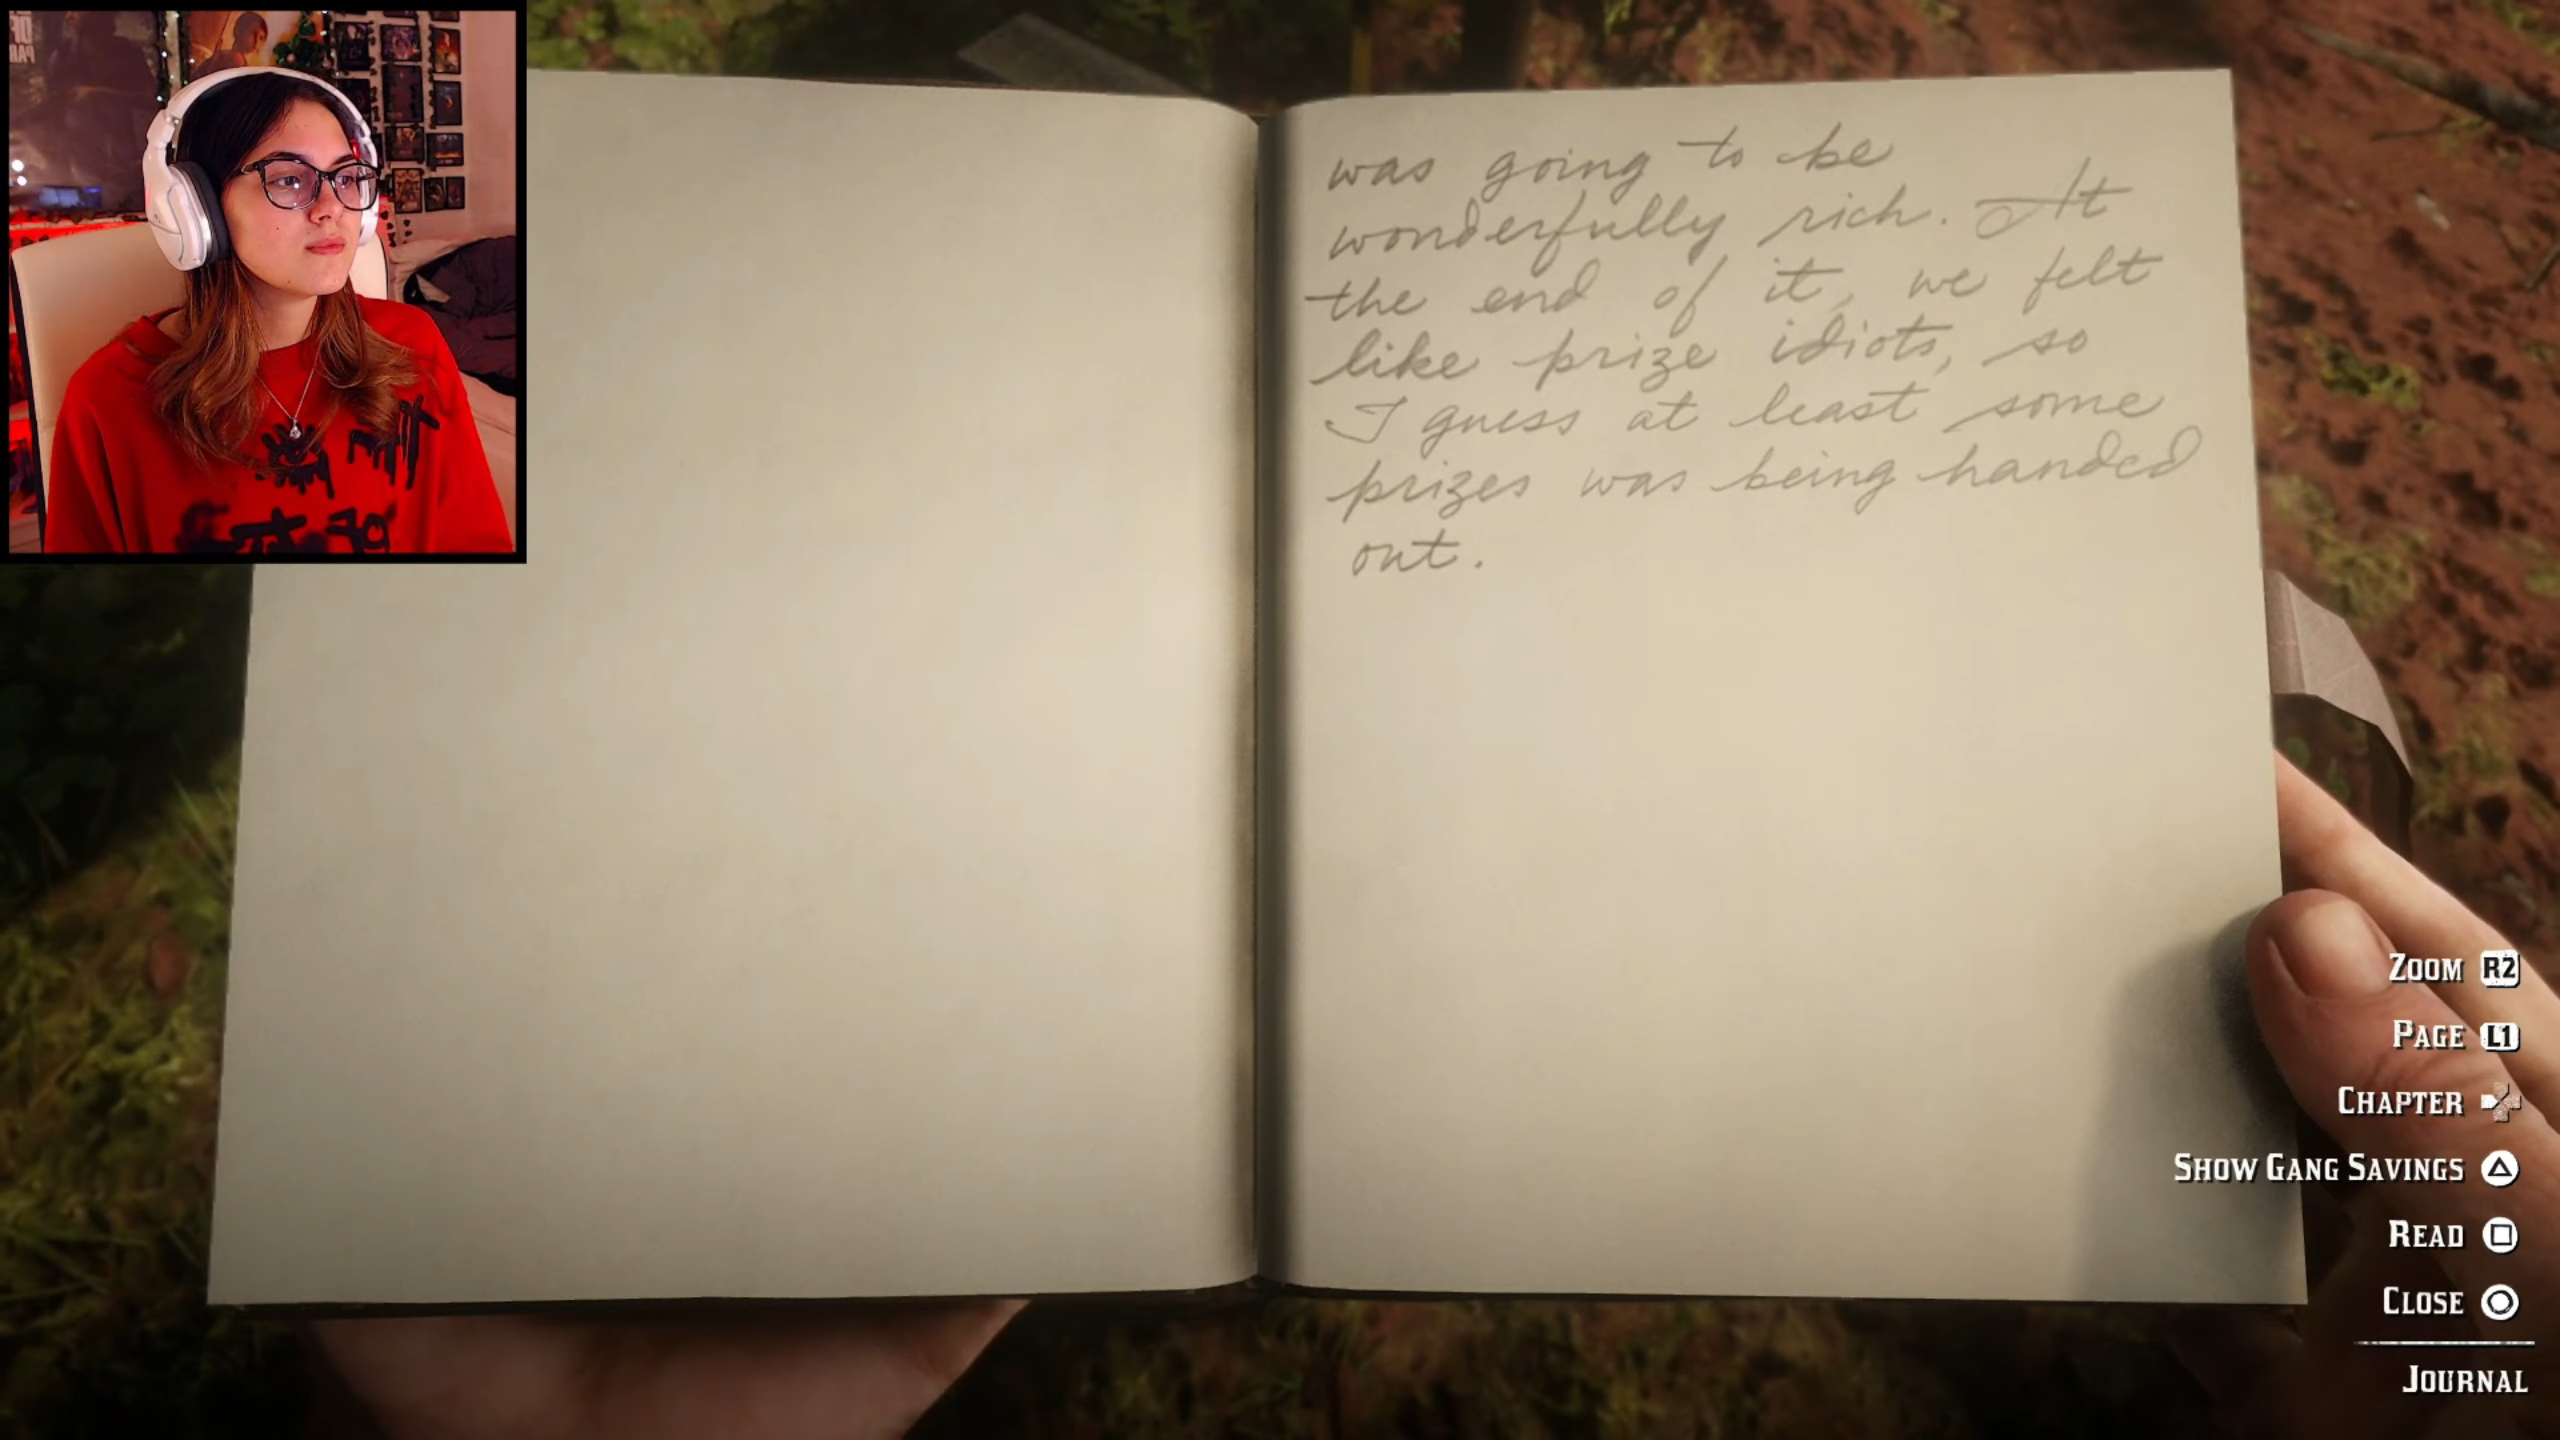 was going to be
wonderfully rich. At
the end of it, we felt
like prize idiots, so
I guess at least some
prizes was being handed
out.
ZOOM R2
PAGE L1
CHAPTER
SHOW GANG SAVINGS
READ
CLOSE
JOURNAL